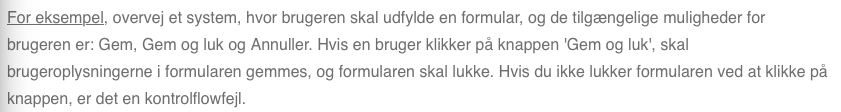 For eksempel, overvej et system, hvor brugeren skal udfylde en formular, og de tilgængelige muligheder for
brugeren er: Gem, Gem og luk og Annuller. Hvis en bruger klikker på knappen 'Gem og luk', skal
brugeroplysningerne i formularen gemmes, og formularen skal lukke. Hvis du ikke lukker formularen ved at klikke på
knappen, er det en kontrolflowfejl.